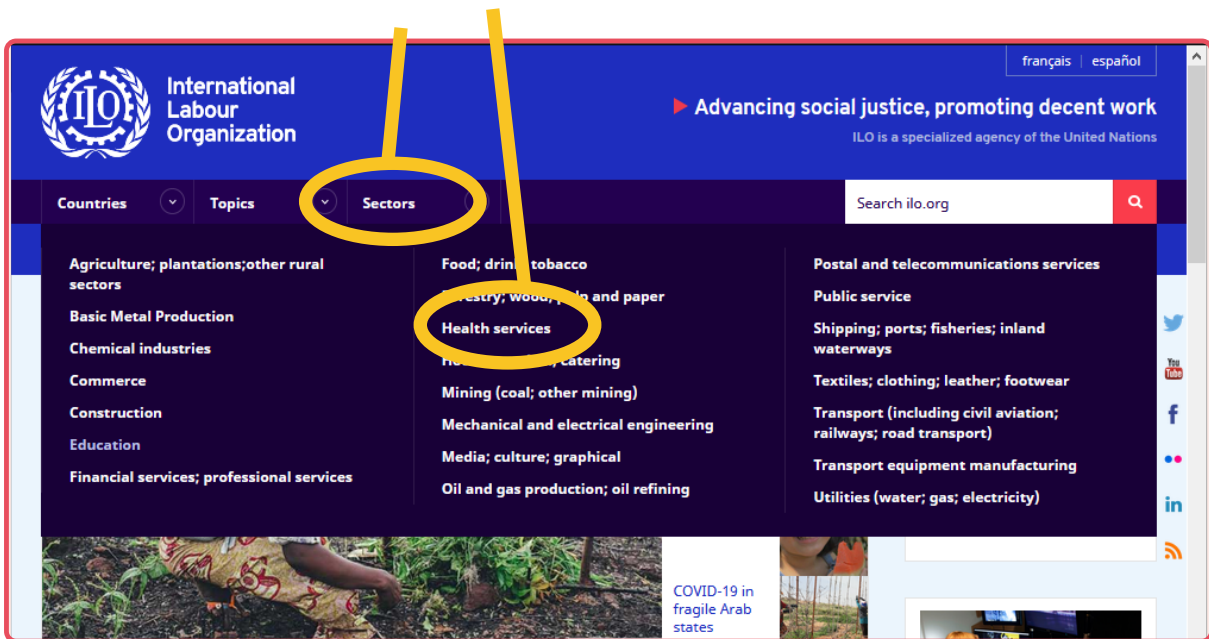 français | español
International
Labour
Organization
Advancing social justice, promoting decent work
ILO is a specialized agency of the United Nations
Countries
Topics
Sectors
Search ilo.org
Agriculture; plantations;other rural
sectors
Basic Metal Production
Chemical industries
Commerce
Construction
Education
Financial services; professional services
Food; drink; tobacco
Forestry; wood; pulp and paper
Health services
catering
Mining (coal; other mining)
Mechanical and electrical engineering
Media; culture; graphical
Oil and gas production; oil refining
Postal and telecommunications services
Public service
Shipping; ports; fisheries; inland
waterways
Textiles; clothing; leather; footwear
Transport (including civil aviation;
railways; road transport)
Transport equipment manufacturing
Utilities (water; gas; electricity)
You
Tube
f
in
COVID-19 in
fragile Arab
states